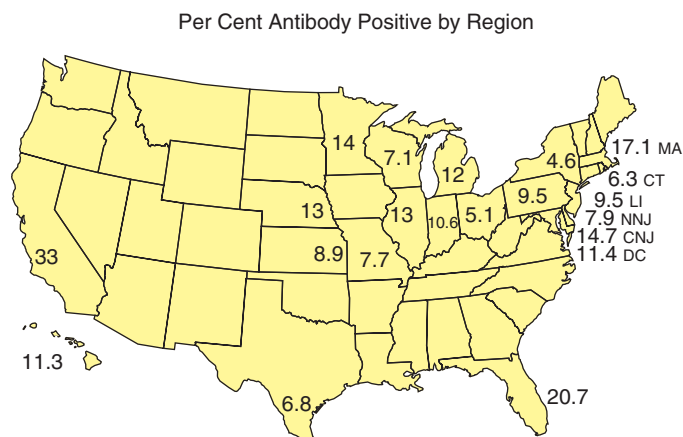 Per Cent Antibody Positive by Region
14
7.1
12
4.6
17.1 MA
6.3 CT
9.5
9.5 LI
7.9 NNJ
14.7 CNJ
11.4 DC
13
13
10.6
5.1
33
8.9
7.7
11.3
6.8
20.7